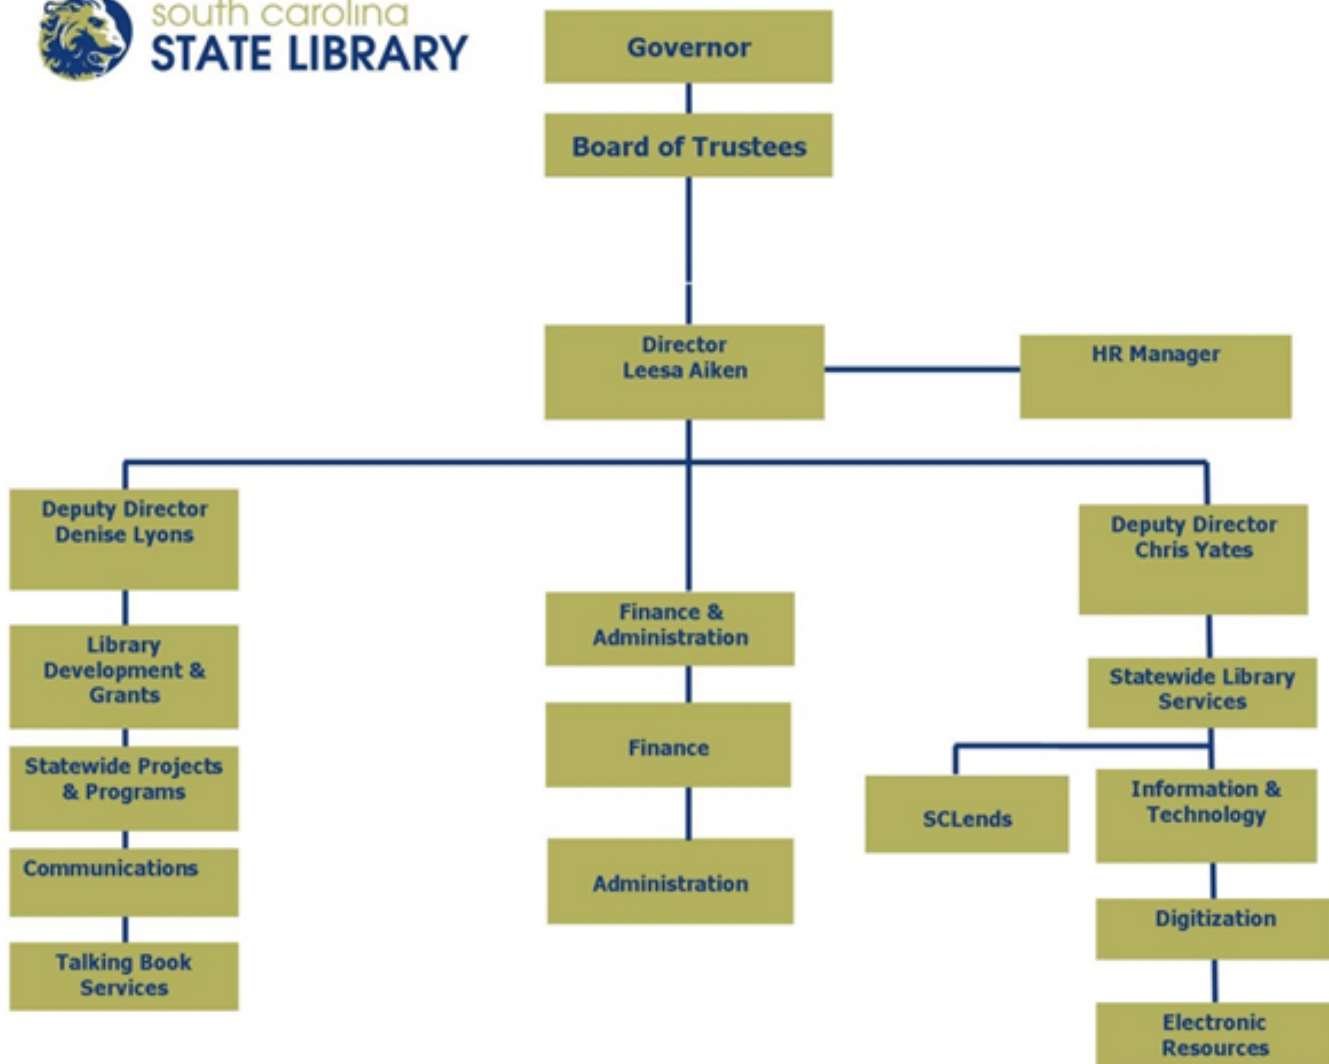 south carolina
STATE LIBRARY
Governor
Board of Trustees
Director
Leesa Aiken
HR Manager
Deputy Director
Denise Lyons
Library
Development &
Grants
Statewide Projects
& Programs
Communications
Talking Book
Services
Finance &
Administration
Finance
Administration
Deputy Director
Chris Yates
Statewide Library
Services
SCLends
Information &
Technology
Digitization
Electronic
Resources